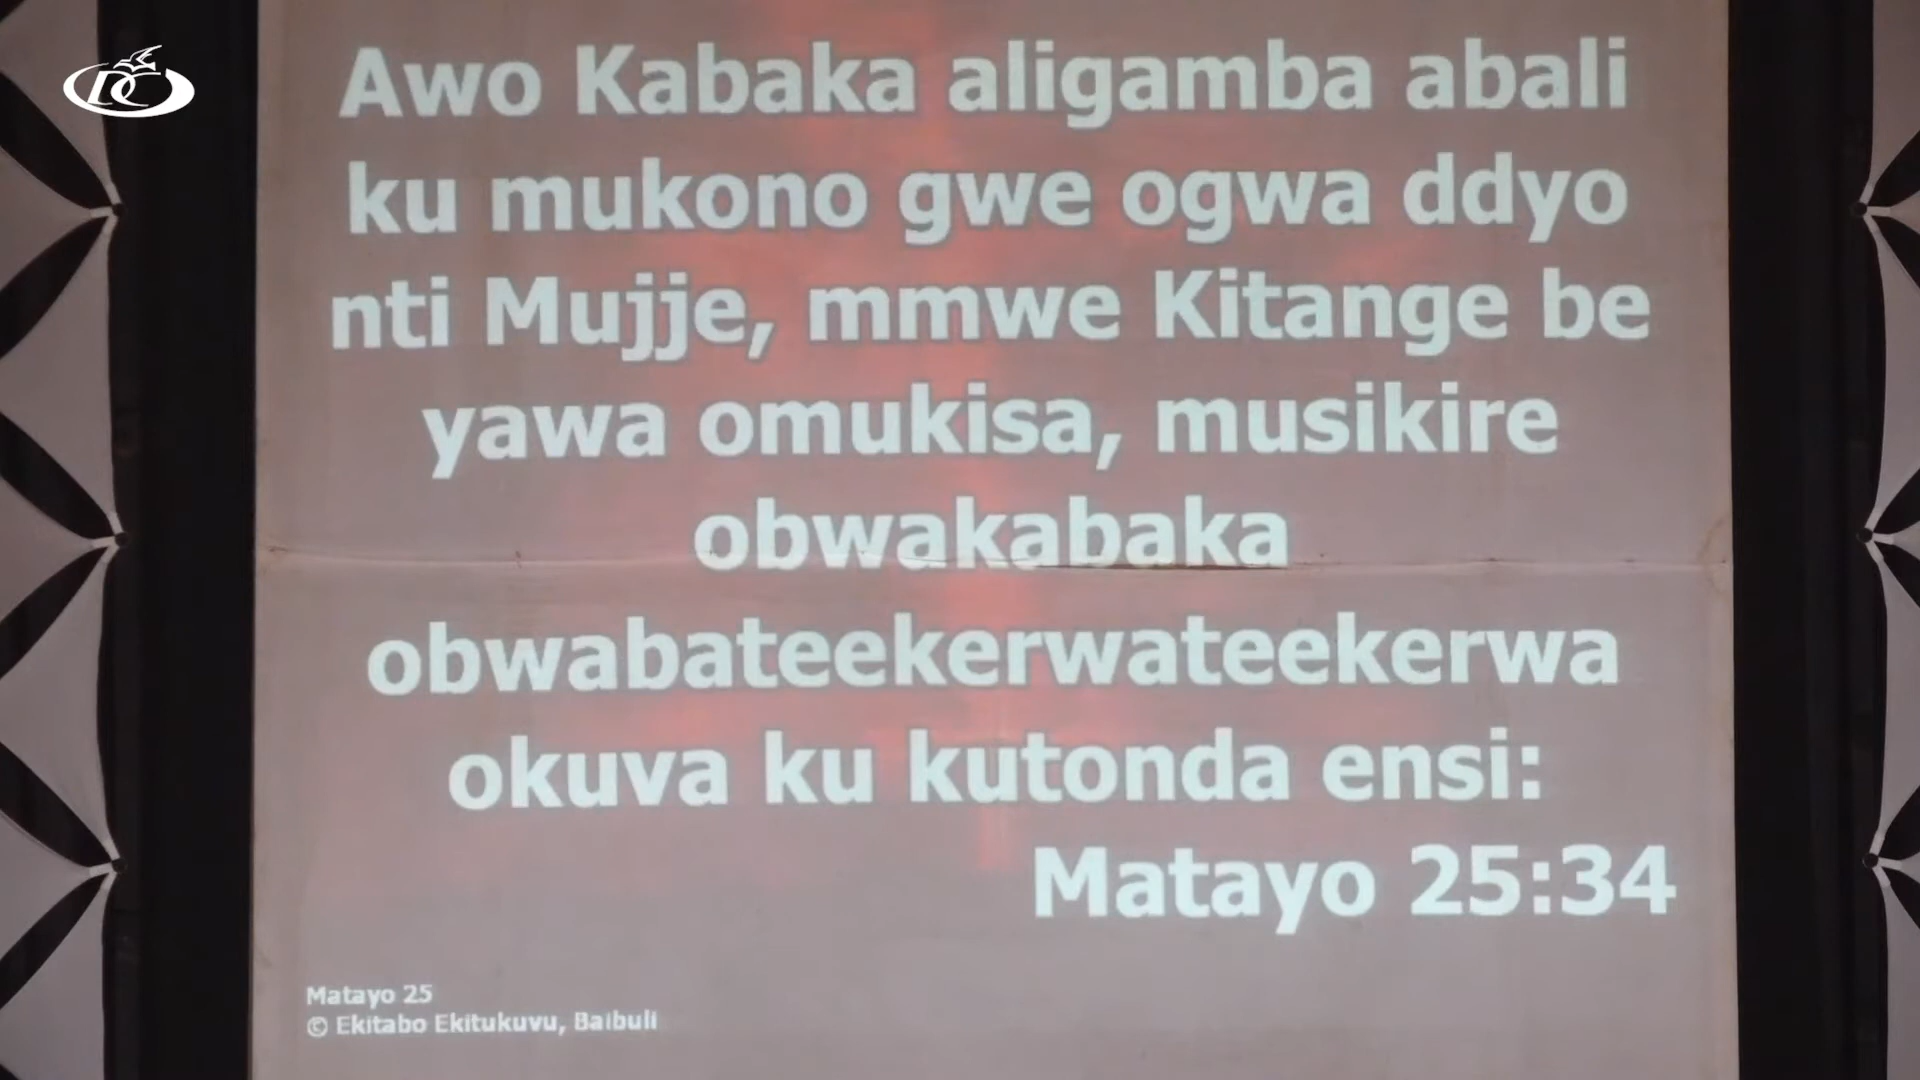 DC
Awo Kabaka aligamba abali
ku mukono gwe ogwa ddyo
nti Mujje, mmwe Kitange be
yawa omukisa, musikire
obwakabaka
obwabateekerwateekerwa
okuva ku kutonda ensi:
Matayo 25:34
Matayo 25
© Ekitabo Ekitukuvu, Baibuli